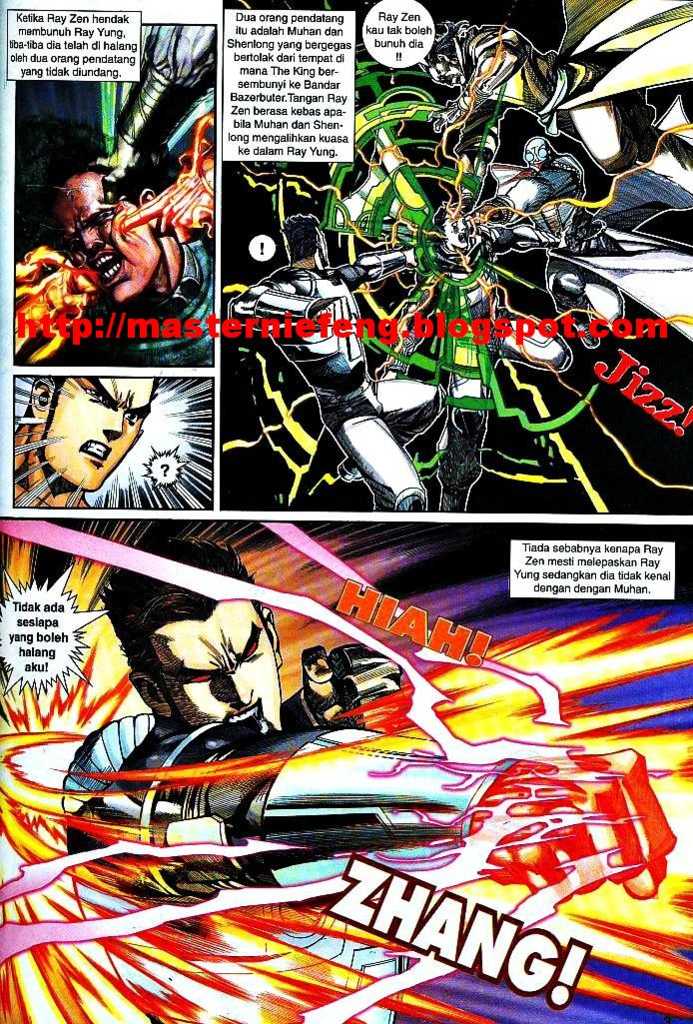 Ketika Ray Zen hendak
membunuh Ray Yung,
tiba-tiba dia telah di halang
oleh dua orang pendatang
yang tidak diundang.
Dua orang pendatang
itu adalah Muhan dan
Shenlong yang bergegas
bertolak dari tempat di
mana The King ber-
sembunyi ke Bandar
Bazerbuter.Tangan Ray
Zen berasa kebas apa-
bila Muhan dan Shen-
long mengalihkan kuasa
ke dalam Ray Yung.
Ray Zen
kau tak boleh
bunuh dia
!!
!
http://masterniefeng.blogspot.com
Jizz!
?
Tiada sebabnya kenapa Ray
Zen mesti melepaskan Ray
Yung sedangkan dia tidak kenal
dengan dengan Muhan.
Tidak ada
sesiapa
yang boleh
halang
aku!
HIAH!
ZHANG!